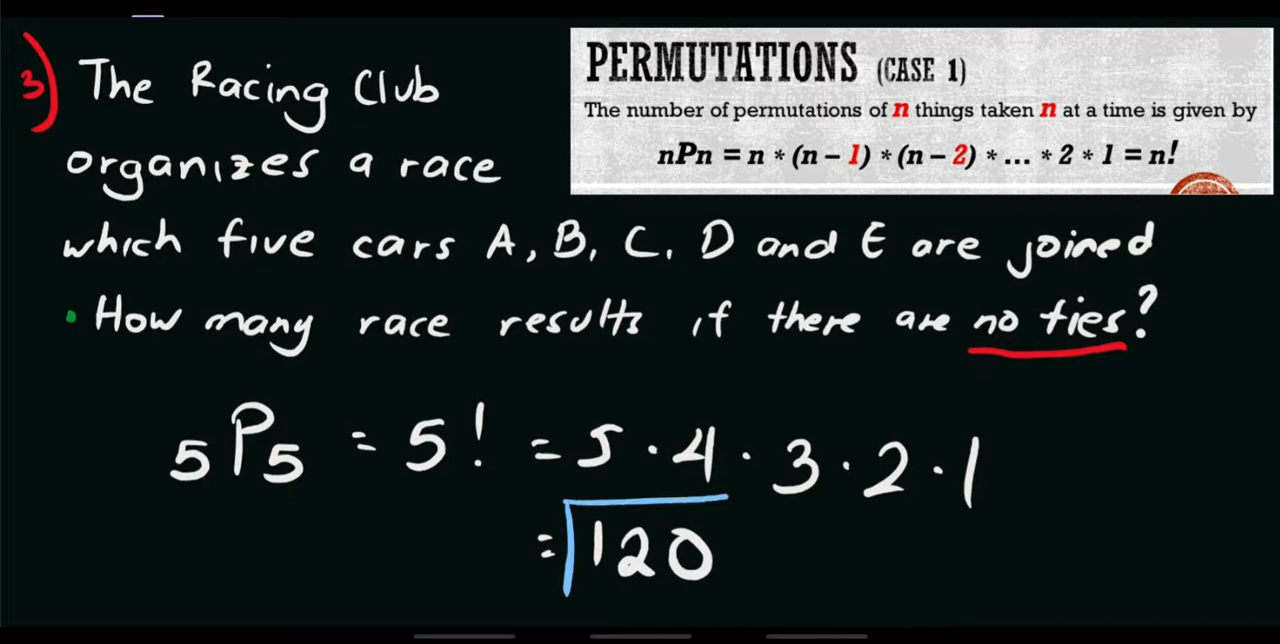 3) The Racing Club
organizes a race
which five cars A, B, C, D and E are joined
• How many race results if there are no ties?
PERMUTATIONS (CASE 1)
The number of permutations of n things taken n at a time is given by
nPn = n * (n – 1) * (n – 2) * ... * 2 * 1 = n!
5P5 = 5! = 5 · 4 · 3 · 2 · 1
= 120